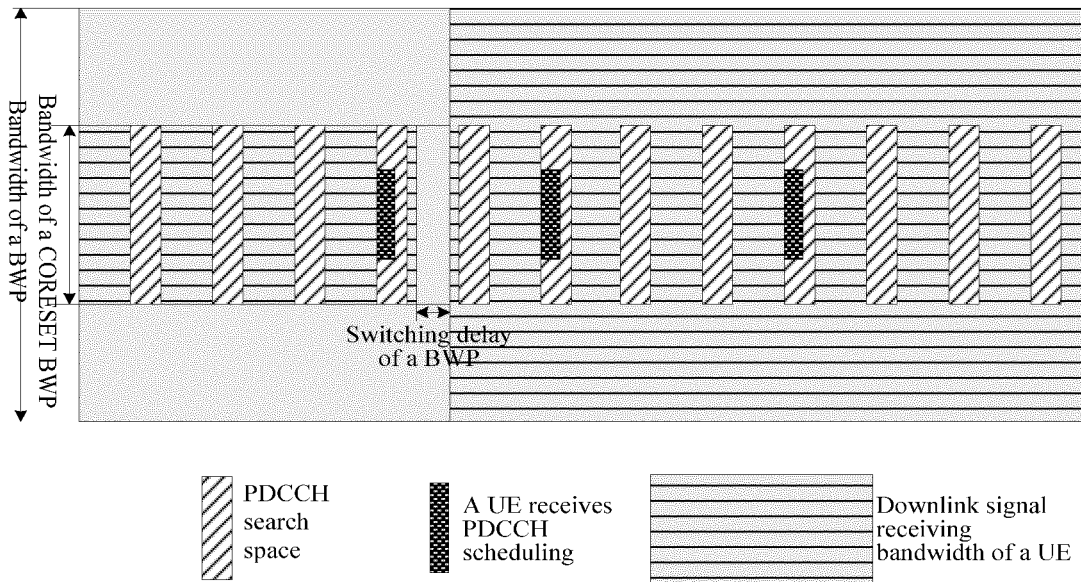 Bandwidth of a BWP
Bandwidth of a CORESET BWP
Switching delay
of a BWP
PDCCH
search
space
A UE receives
PDCCH
scheduling
Downlink signal
receiving
bandwidth of a UE